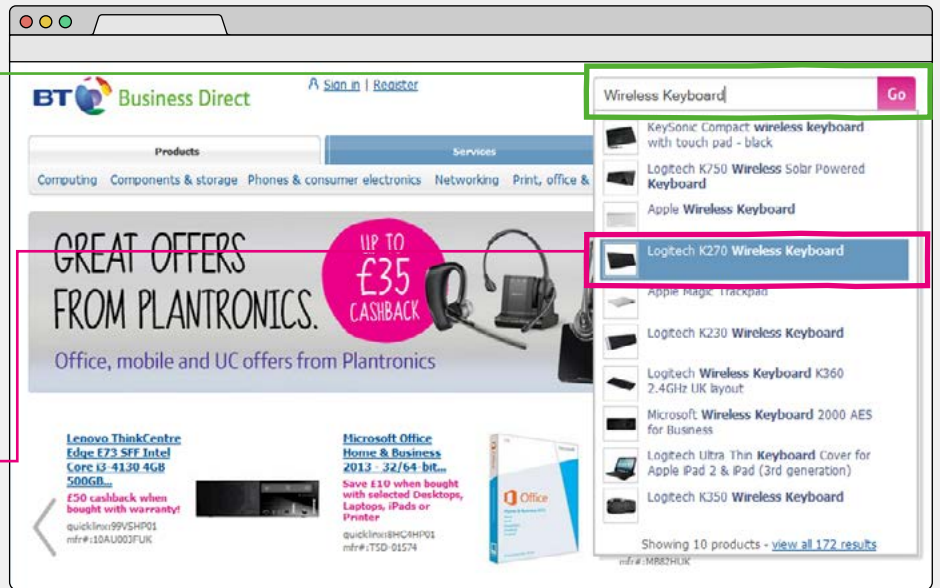 BT Business Direct
Sign in | Register
Wireless Keyboard
Go
Products
Services
Computing Components & storage Phones & consumer electronics Networking Print, office &
GREAT OFFERS
FROM PLANTRONICS.
UP TO
£35
CASHBACK
Office, mobile and UC offers from Plantronics
KeySonic Compact wireless keyboard
with touch pad - black
Logitech K750 Wireless Solar Powered
Keyboard
Apple Wireless Keyboard
Logitech K270 Wireless Keyboard
Apple Magic Trackpad
Logitech K230 Wireless Keyboard
Logitech Wireless Keyboard K360
2.4GHz UK layout
Microsoft Wireless Keyboard 2000 AES
for Business
Logitech Ultra Thin Keyboard Cover for
Apple iPad 2 & iPad (3rd generation)
Logitech K350 Wireless Keyboard
Showing 10 products - view all 172 results
Lenovo ThinkCentre
Edge E73 SFF Intel
Core i3-4130 4GB
500GB...
£50 cashback when
bought with warranty!
quicklinx:99VSHP01
mfr#:10AU003FUK
Microsoft Office
Home & Business
2013 - 32/64-bit...
Save £10 when bought
with selected Desktops,
Laptops, iPads or
Printer
quicklinx:8HC4HP01
mfr#:T5D-01574
Office
mfr#:MB82HUK